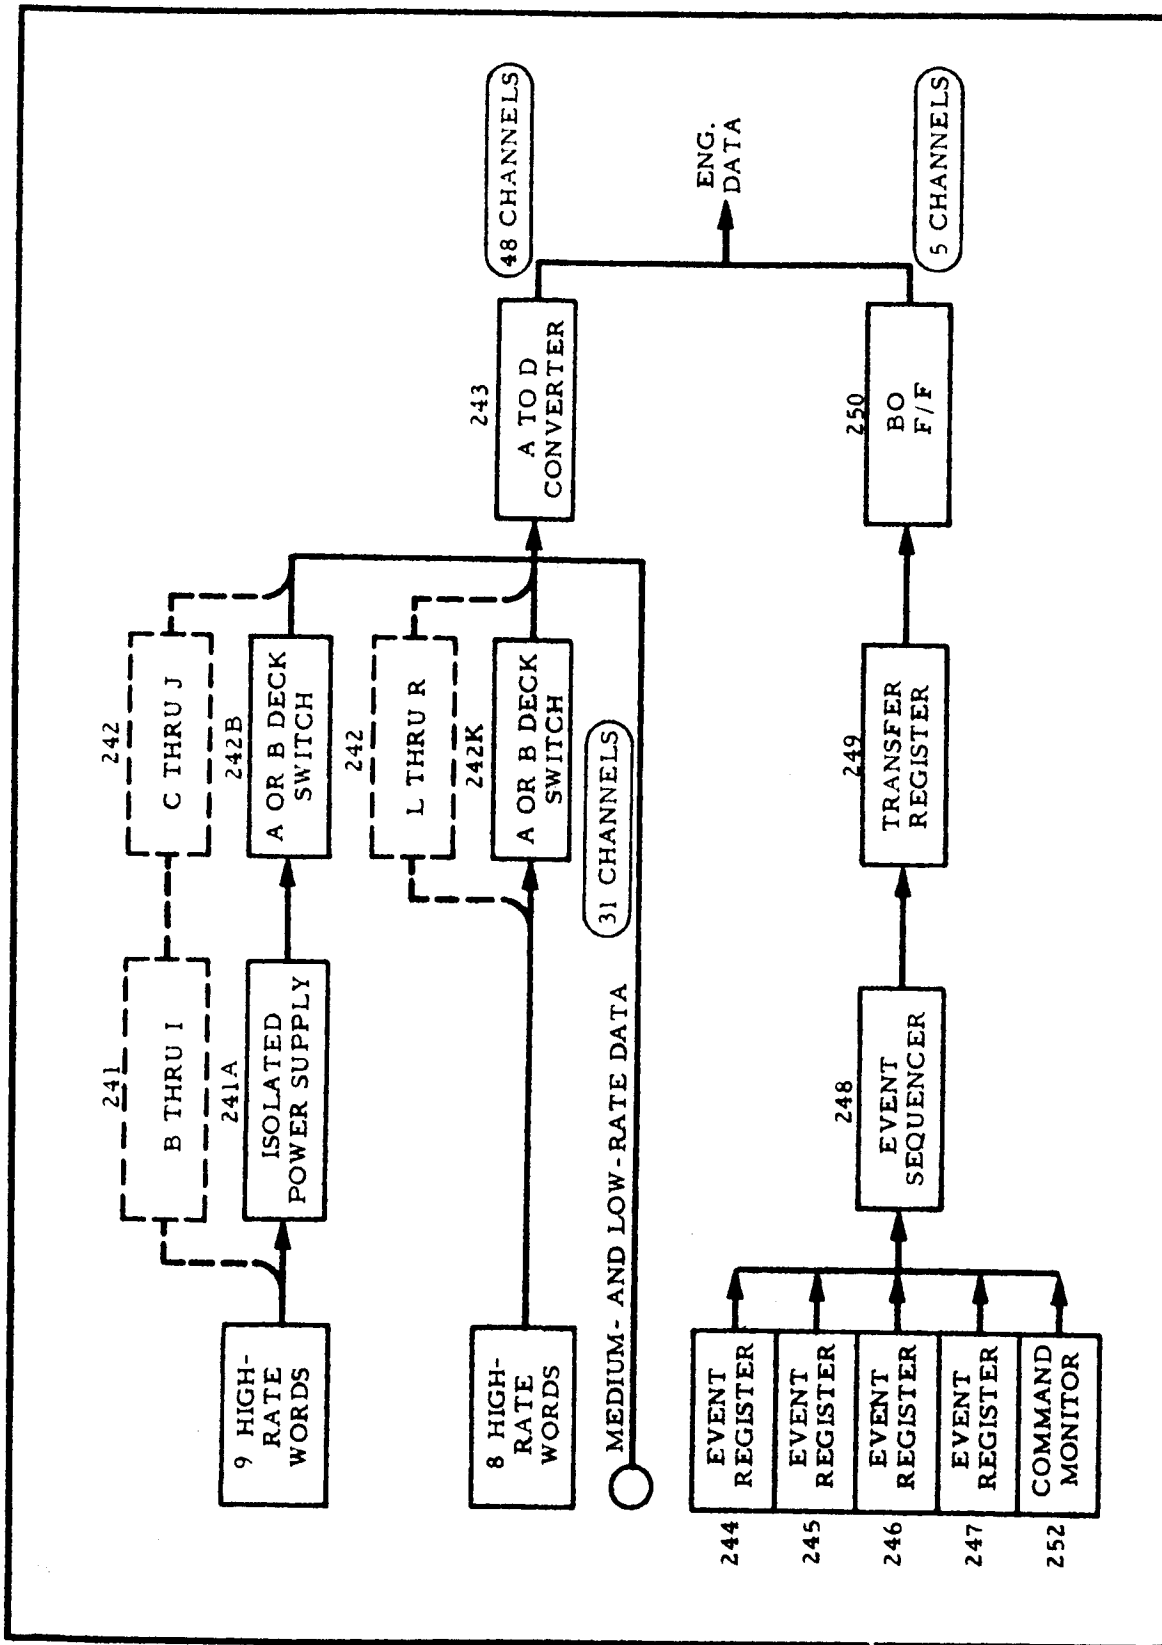 241
B THRU I
242
C THRU J
9 HIGH-
RATE
WORDS
241A
ISOLATED
POWER SUPPLY
242B
A OR B DECK
SWITCH
242
L THRU R
8 HIGH-
RATE
WORDS
242K
A OR B DECK
SWITCH
243
A TO D
CONVERTER
48 CHANNELS
MEDIUM- AND LOW-RATE DATA
31 CHANNELS
ENG.
DATA
244
EVENT
REGISTER
245
EVENT
REGISTER
246
EVENT
REGISTER
247
EVENT
REGISTER
252
COMMAND
MONITOR
248
EVENT
SEQUENCER
249
TRANSFER
REGISTER
250
BO
F/F
5 CHANNELS